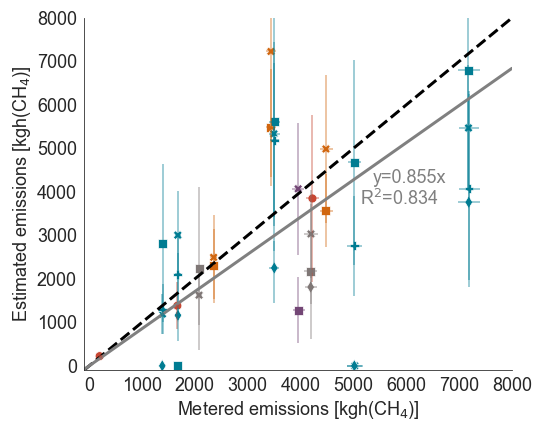 8000
7000
6000
5000
4000
3000
2000
1000
0
Estimated emissions [kgh(CH₄)]
y=0.855x
R²=0.834
0 1000 2000 3000 4000 5000 6000 7000 8000
Metered emissions [kgh(CH₄)]